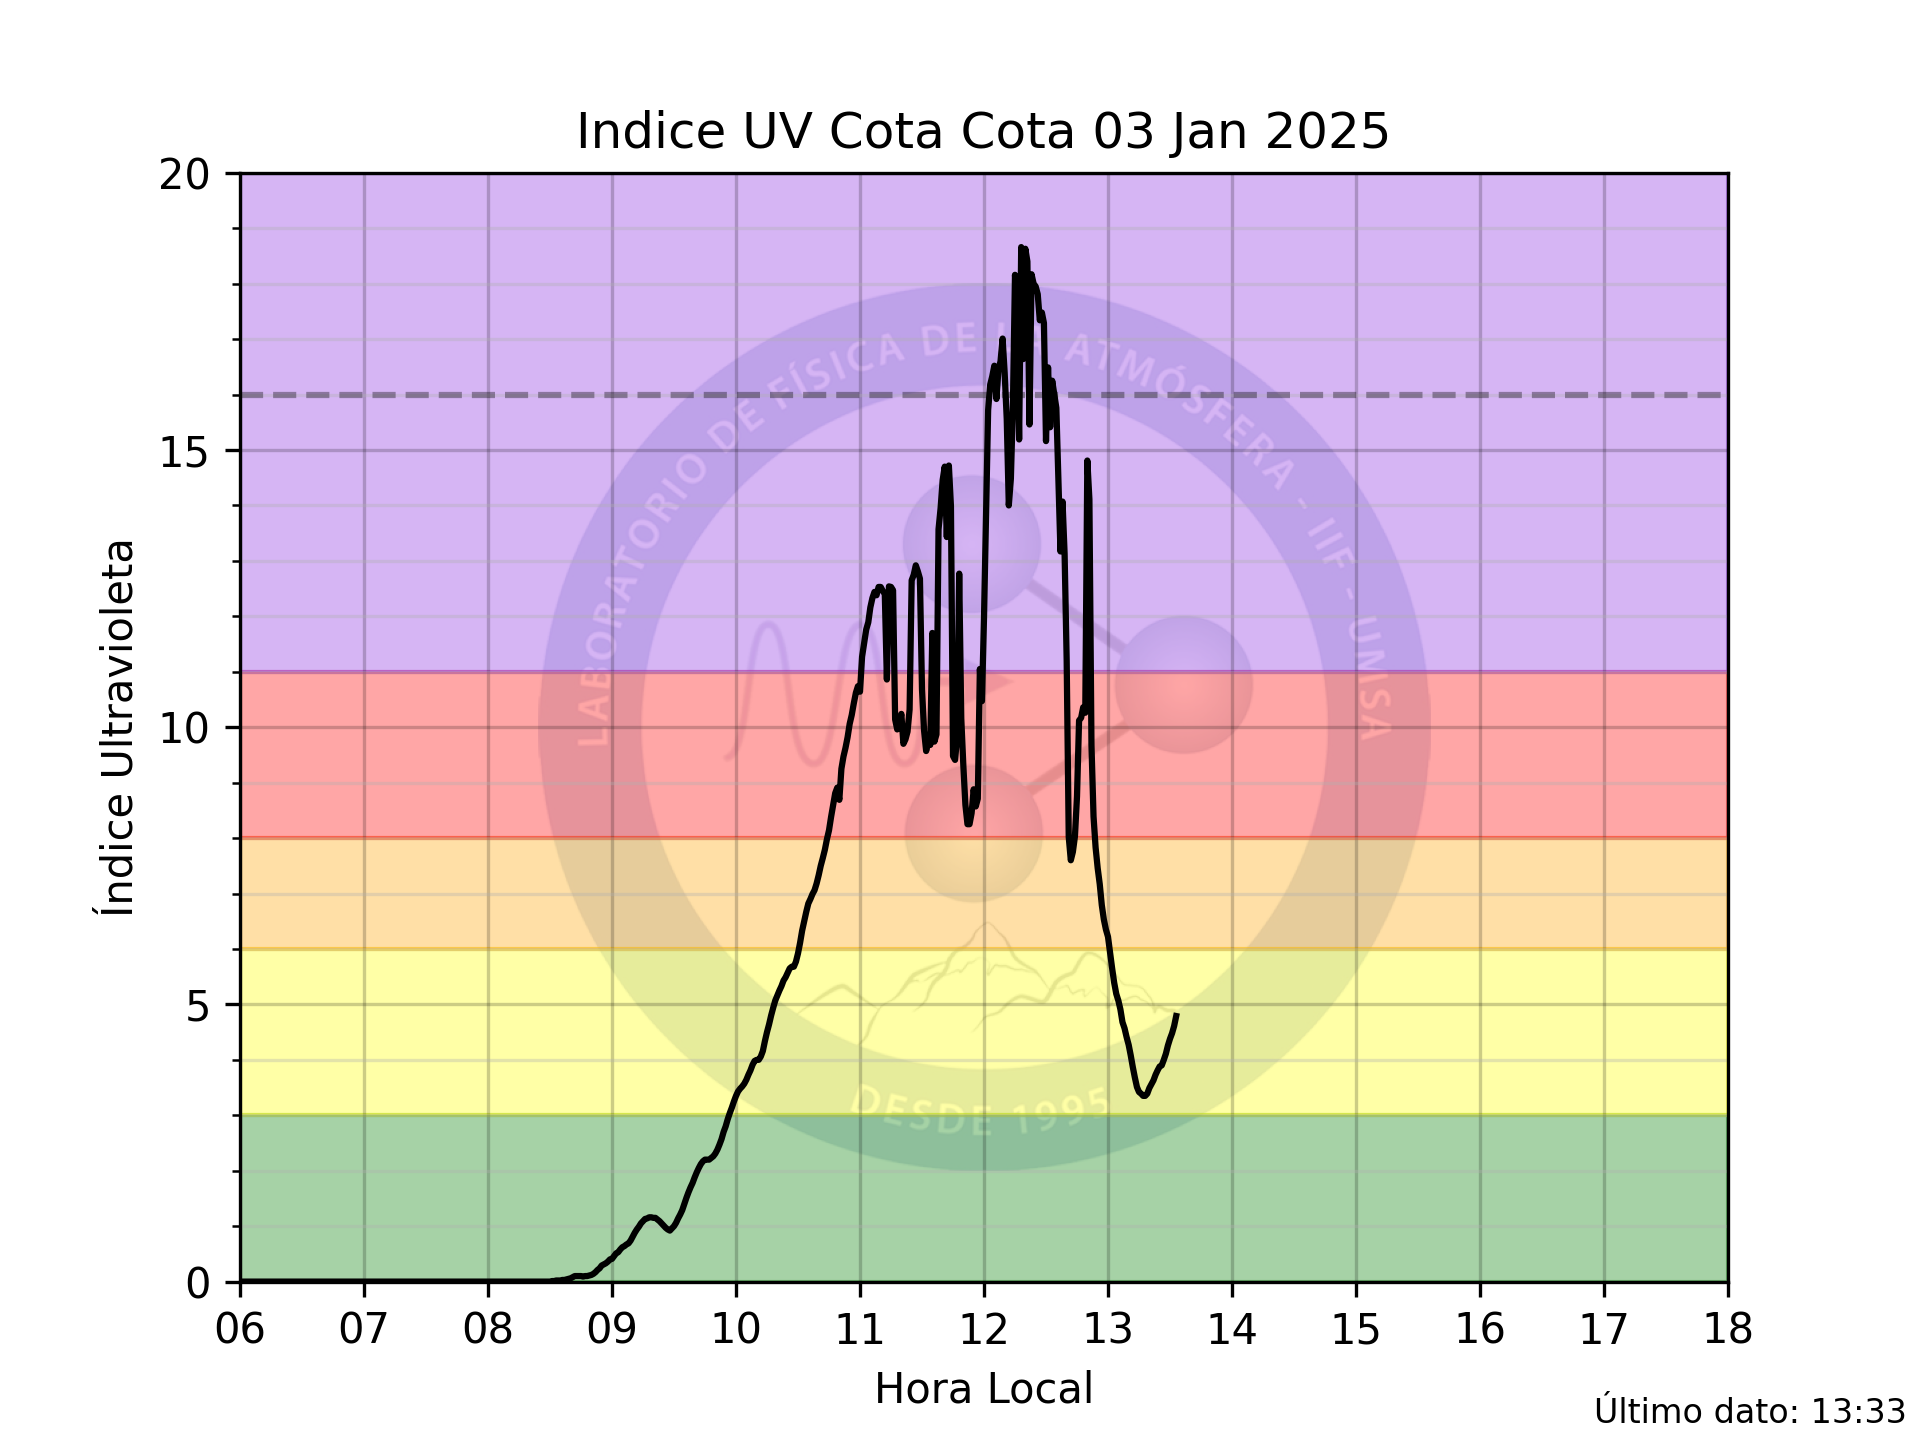 Indice UV Cota Cota 03 Jan 2025
20
15
10
5
0
Índice Ultravioleta
LABORATORIO DE FÍSICA DE LA ATMÓSFERA - IIF - UMSA
DESDE 1995
06 07 08 09 10 11 12 13 14 15 16 17 18
Hora Local
Último dato: 13:33